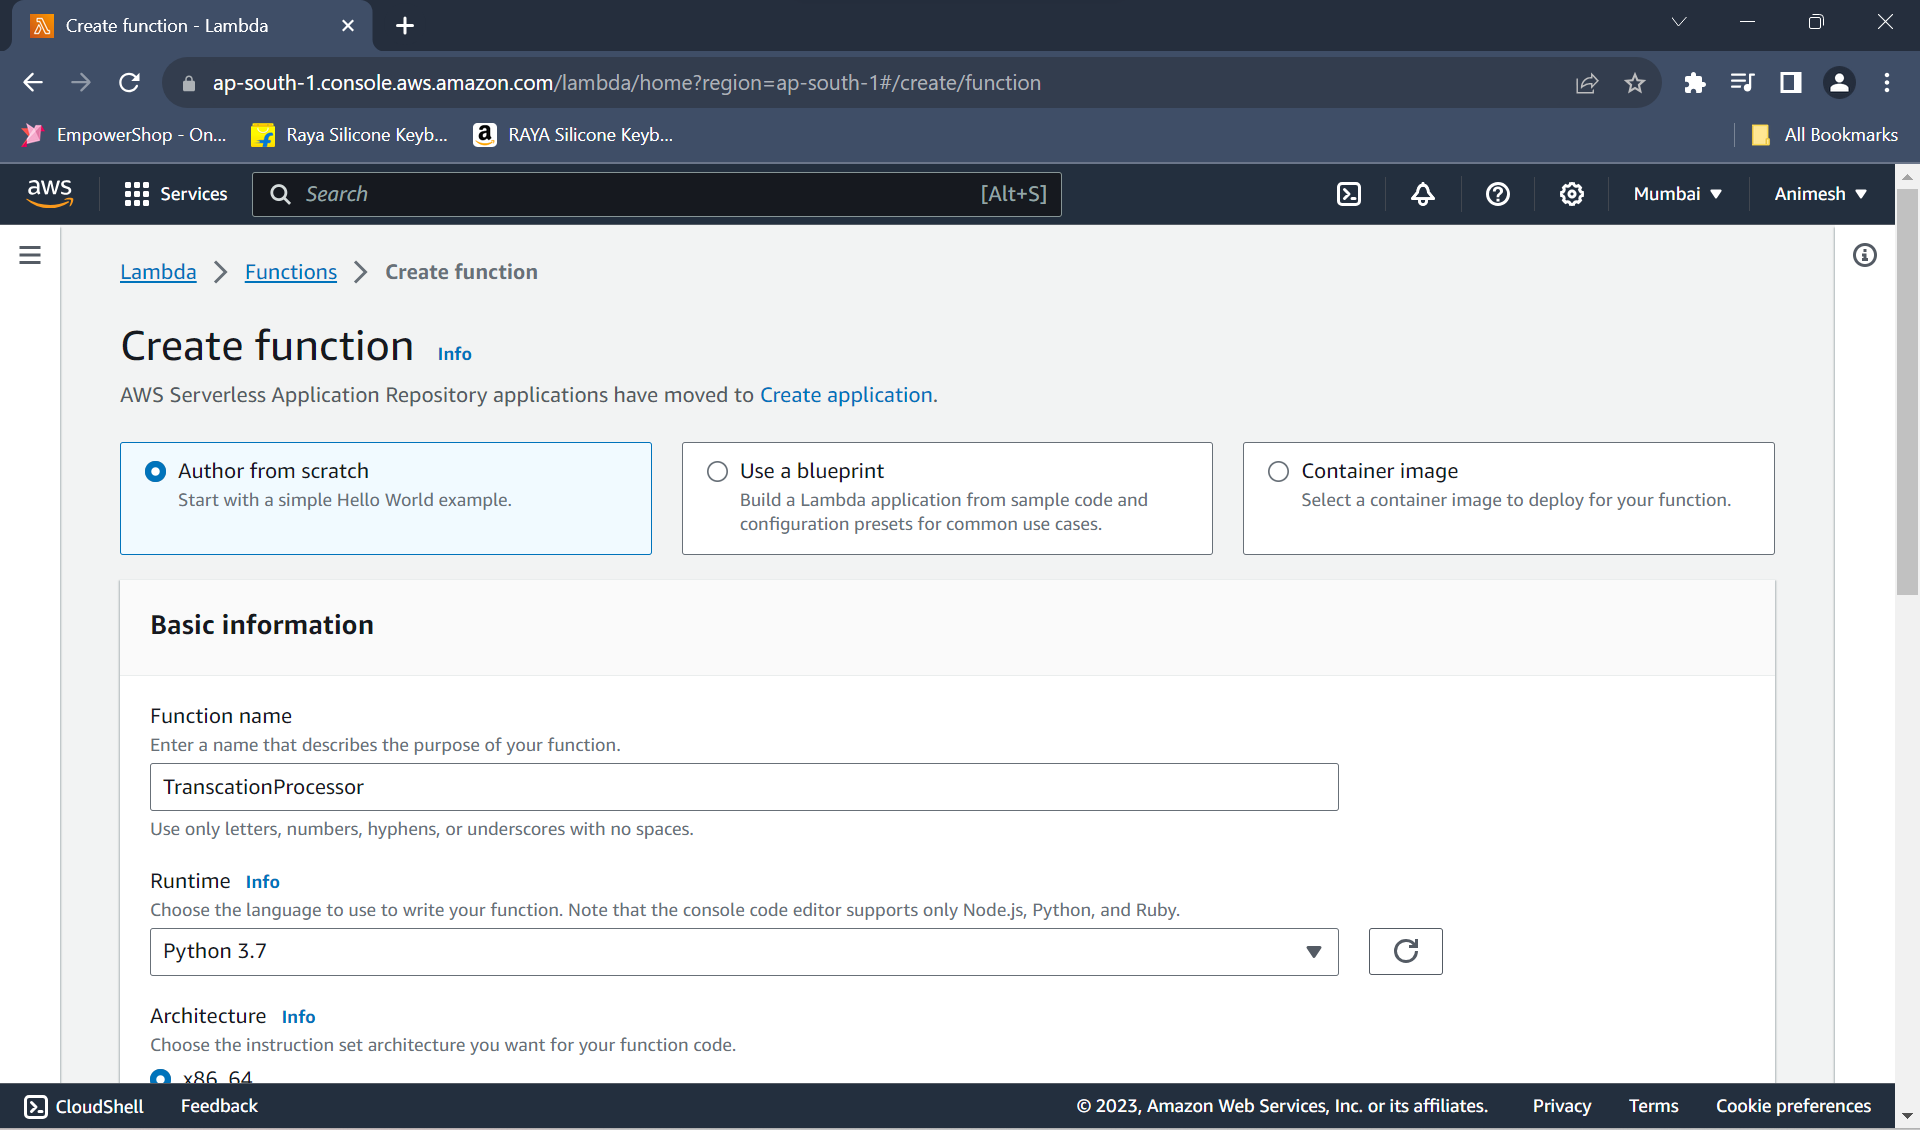 Create function - Lambda
ap-south-1.console.aws.amazon.com/lambda/home?region=ap-south-1#/create/function
EmpowerShop - On... Raya Silicone Keyb... RAYA Silicone Keyb... All Bookmarks
aws Services Search [Alt+S] Mumbai Animesh
Lambda Functions Create function
Create function Info
AWS Serverless Application Repository applications have moved to Create application.
Author from scratch
Start with a simple Hello World example.
Use a blueprint
Build a Lambda application from sample code and
configuration presets for common use cases.
Container image
Select a container image to deploy for your function.
Basic information
Function name
Enter a name that describes the purpose of your function.
TranscationProcessor
Use only letters, numbers, hyphens, or underscores with no spaces.
Runtime Info
Choose the language to use to write your function. Note that the console code editor supports only Node.js, Python, and Ruby.
Python 3.7
Architecture Info
Choose the instruction set architecture you want for your function code.
x86_64
CloudShell Feedback © 2023, Amazon Web Services, Inc. or its affiliates. Privacy Terms Cookie preferences